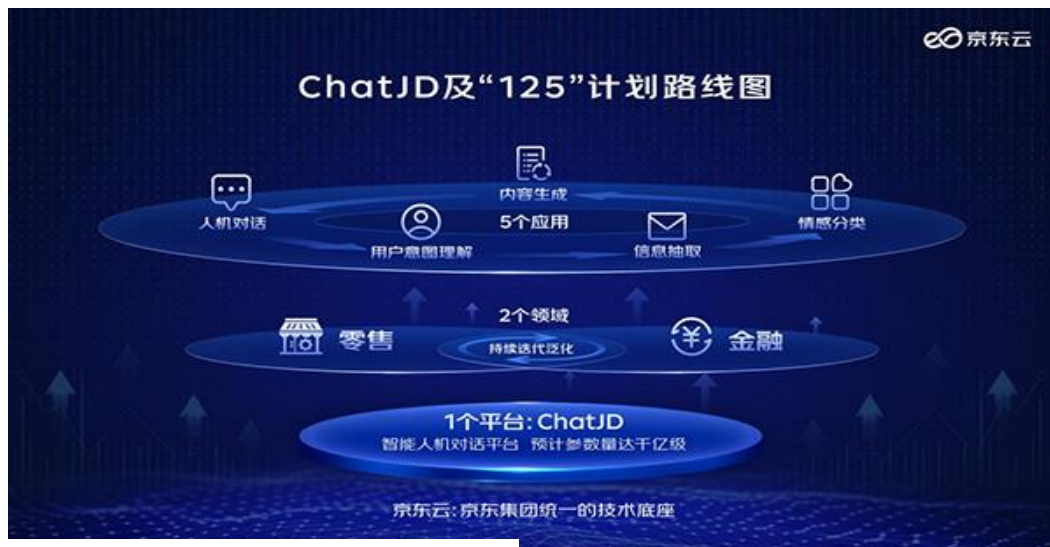 京东云
ChatJD及“125”计划路线图
内容生成
人机对话
5个应用
情感分类
用户意图理解
信息抽取
2个领域
零售
持续迭代泛化
金融
1个平台:ChatJD
智能人机对话平台 预计参数量达千亿级
京东云:京东集团统一的技术底座